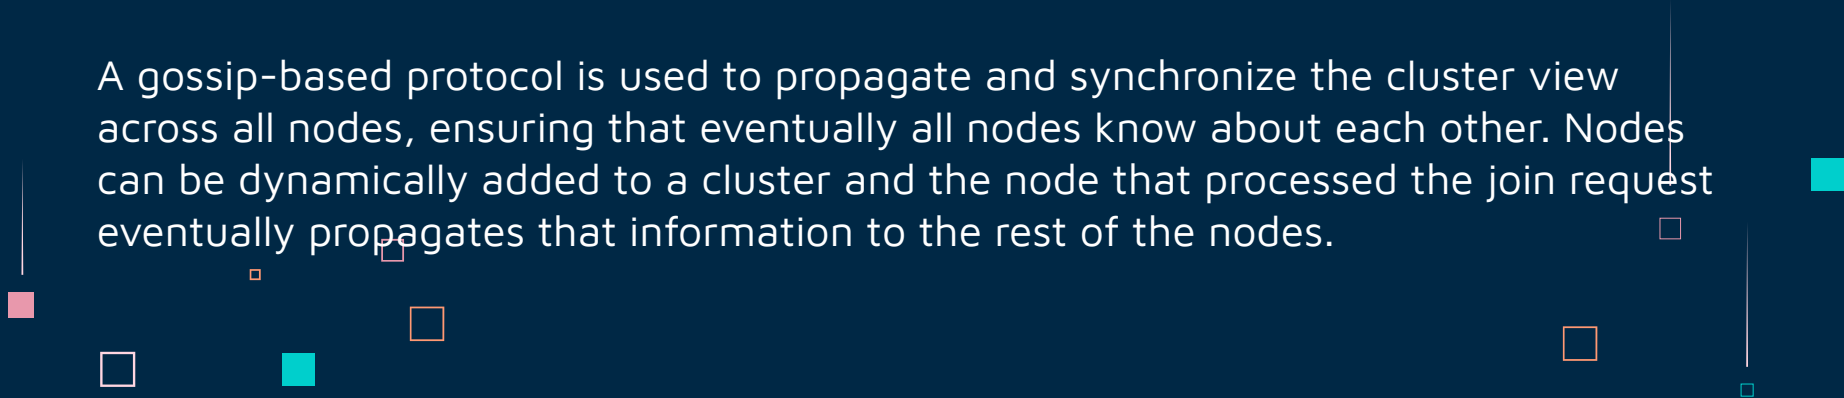 A gossip-based protocol is used to propagate and synchronize the cluster view
across all nodes, ensuring that eventually all nodes know about each other. Nodes
can be dynamically added to a cluster and the node that processed the join request
eventually propagates that information to the rest of the nodes.